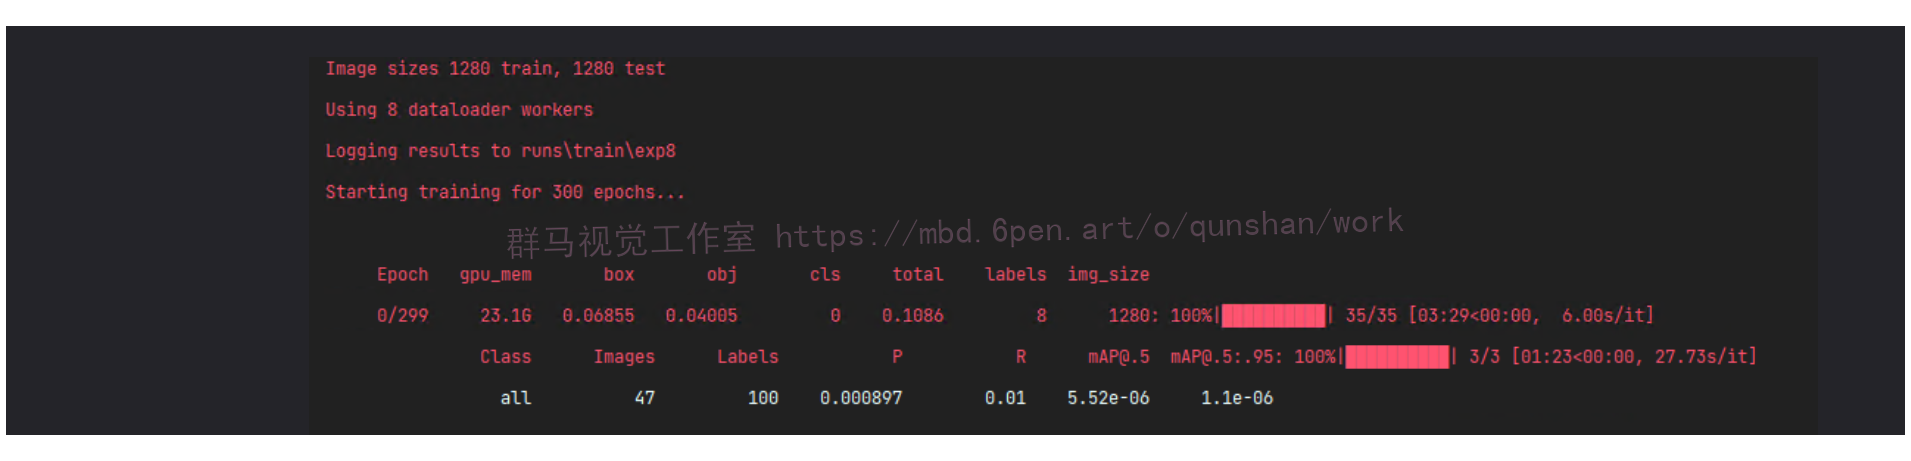 Image sizes 1280 train, 1280 test
Using 8 dataloader workers
Logging results to runs\train\exp8
Starting training for 300 epochs...
群马视觉工作室 https://mbd.6pen.art/o/qunshan/work
Epoch gpu_mem box obj cls total labels img_size
0/299 23.1G 0.06855 0.04005 0 0.1086 8 1280: 100%|██████████| 35/35 [03:29<00:00, 6.00s/it]
Class Images Labels P R mAP@.5 mAP@.5:.95: 100%|██████████| 3/3 [01:23<00:00, 27.73s/it]
all 47 100 0.000897 0.01 5.52e-06 1.1e-06